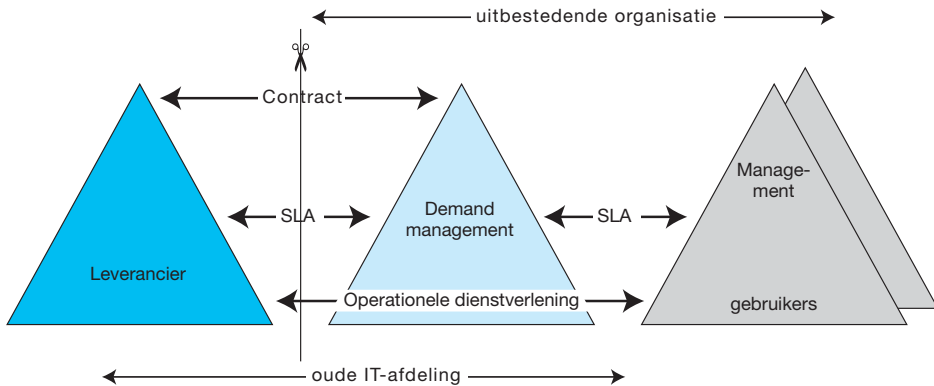 uitbestedende organisatie
Contract
Manage-
ment
SLA
Demand
management
SLA
Leverancier
Operationele dienstverlening
gebruikers
oude IT-afdeling